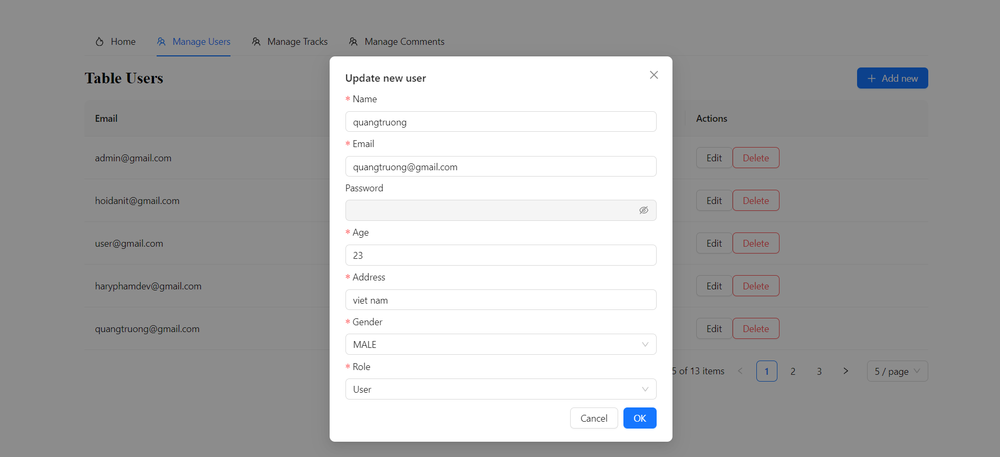 Home Manage Users Manage Tracks Manage Comments
Table Users
+ Add new
Email
Actions
admin@gmail.com
Edit Delete
hoidanit@gmail.com
Edit Delete
user@gmail.com
Edit Delete
haryphamdev@gmail.com
Edit Delete
quangtruong@gmail.com
Edit Delete
5 of 13 items < 1 2 3 > 5 / page
Update new user
* Name
quangtruong
* Email
quangtruong@gmail.com
Password
* Age
23
* Address
viet nam
* Gender
MALE
* Role
User
Cancel OK